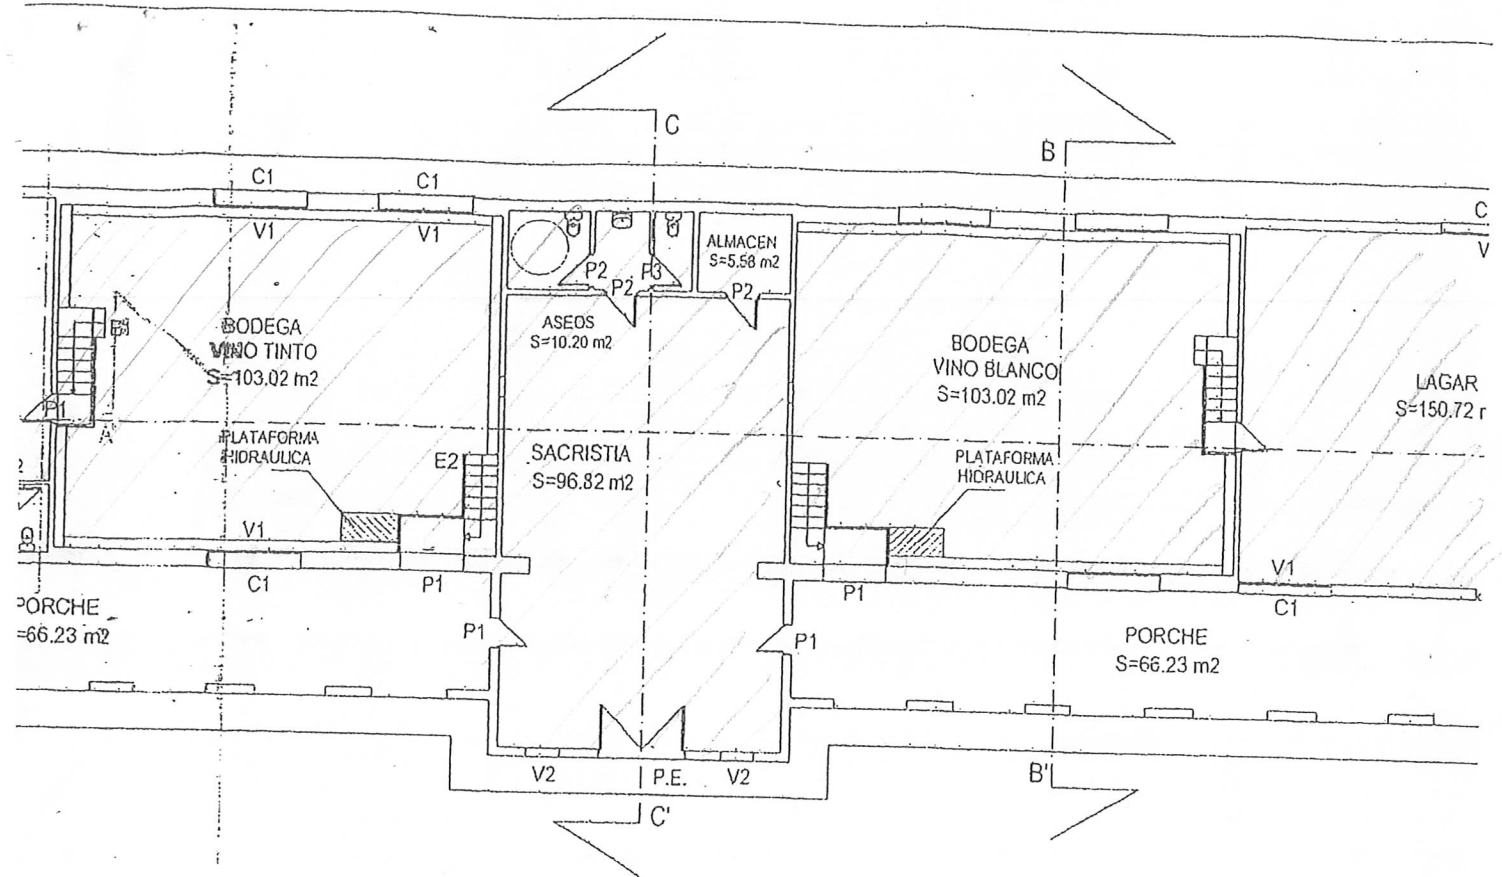 C
B
C1
C1
C
V1
V1
V
ALMACEN
S=5.58 m2
P2
P3
P2
P2
ASEOS
S=10.20 m2
BODEGA
VINO TINTO
S=103.02 m2
BODEGA
VINO BLANCO
S=103.02 m2
LAGAR
S=150.72
P1
A
PLATAFORMA
HIDRAULICA
E2
SACRISTIA
S=96.82 m2
PLATAFORMA
HIDRAULICA
V1
C1
P1
P1
V1
C1
PORCHE
=66.23 m2
P1
P1
PORCHE
S=66.23 m2
V2
P.E.
V2
B'
C'